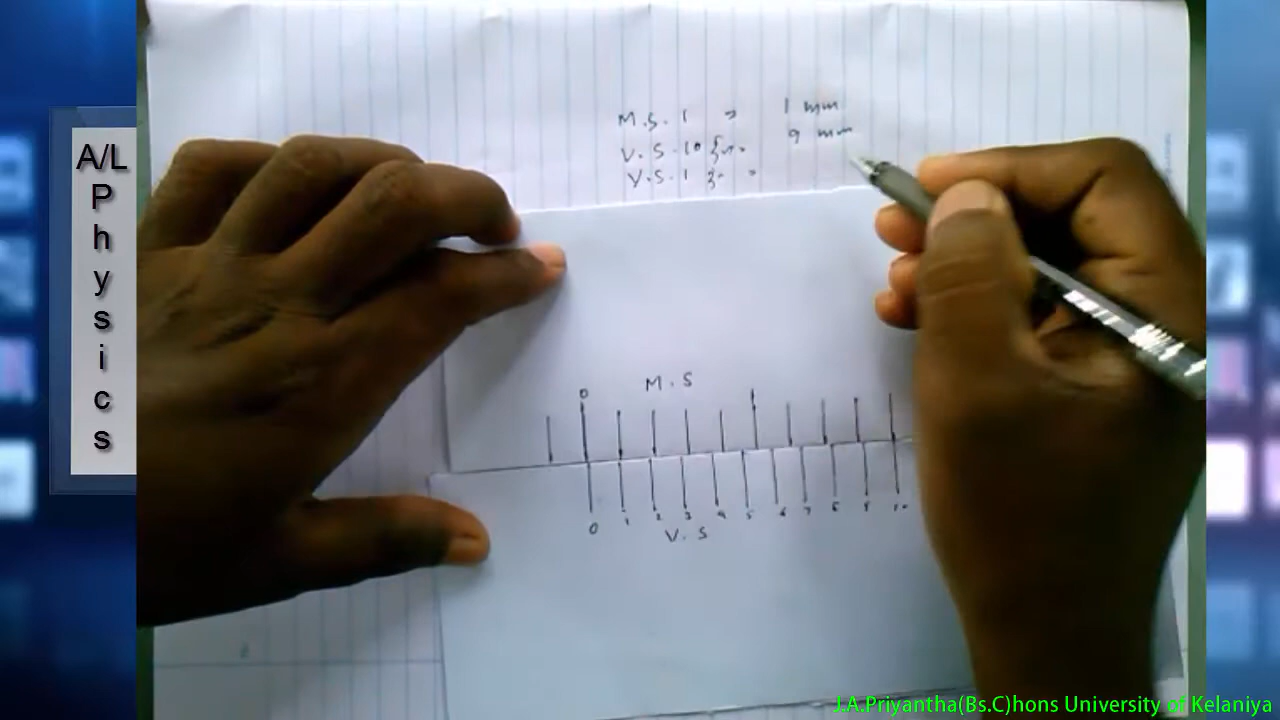 A/L
Physics
M.S. 1 = 1 mm
V.S. 10 = 9 mm
V.S. 1 =
0 M.S
0 1 2 3 4 5 6 7 8 9 10
V.S
J.A.Priyantha(Bs.C)hons University of Kelaniya